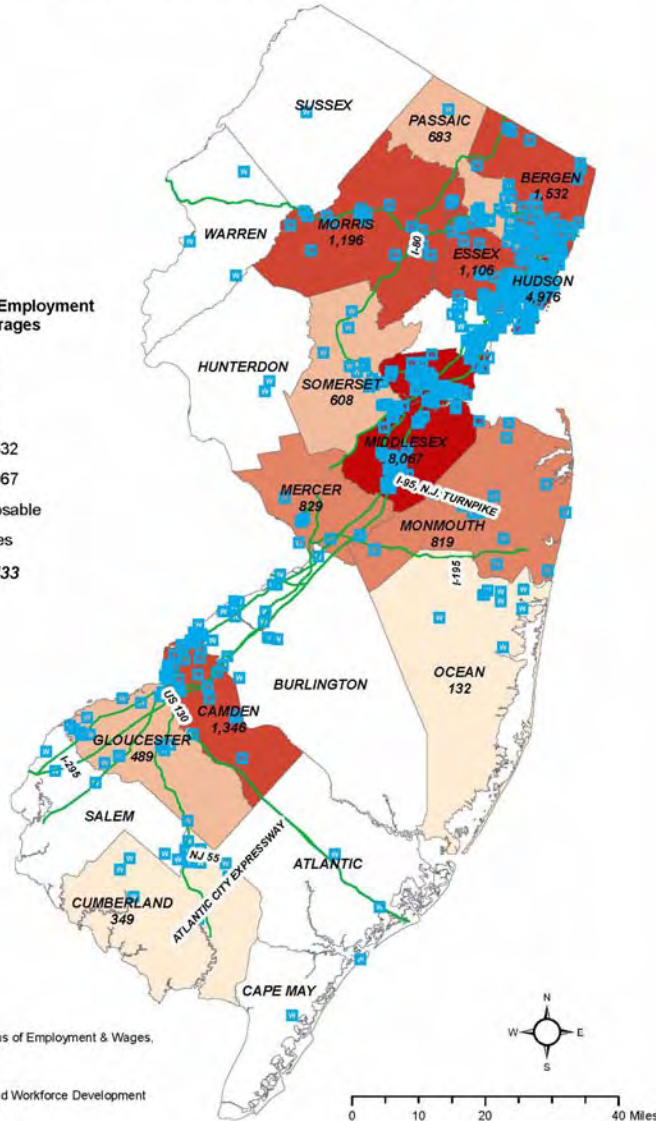 SUSSEX
PASSAIC
683
BERGEN
1,532
MORRIS
1,196
WARREN
I-80
ESSEX
1,106
HUDSON
4,976
Employment
rages
HUNTERDON
SOMERSET
608
MIDDLESEX
8,067
32
67
posable
es
33
MERCER
829
I-95, N.J. TURNPIKE
MONMOUTH
819
I-195
OCEAN
132
BURLINGTON
US 130
CAMDEN
1,346
GLOUCESTER
489
I-295
SALEM
NJ 55
ATLANTIC CITY EXPRESSWAY
ATLANTIC
CUMBERLAND
349
CAPE MAY
ns of Employment & Wages,
d Workforce Development
N
W E
S
0 10 20 40 Miles